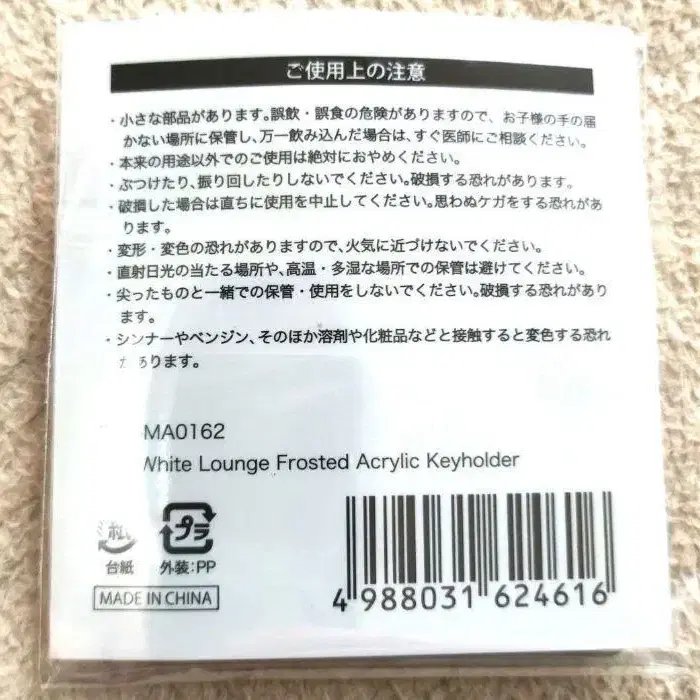 ご使用上の注意
・小さな部品があります。誤飲・誤食の危険がありますので、お子様の手の届
かない場所に保管し、万一飲み込んだ場合は、すぐ医師にご相談ください。
・本来の用途以外でのご使用は絶対におやめください。
・ぶつけたり、振り回したりしないでください。破損する恐れがあります。
・破損した場合は直ちに使用を中止してください。思わぬケガをする恐れがあ
ります。
・変形・変色の恐れがありますので、火気に近づけないでください。
・直射日光の当たる場所や、高温・多湿な場所での保管は避けてください。
・尖ったものと一緒での保管・使用をしないでください。破損する恐れがあり
ます。
・シンナーやベンジン、そのほか溶剤や化粧品などと接触すると変色する恐れ
があります。
MA0162
White Lounge Frosted Acrylic Keyholder
紙 プラ
台紙 外装:PP
MADE IN CHINA
4 988031 624616